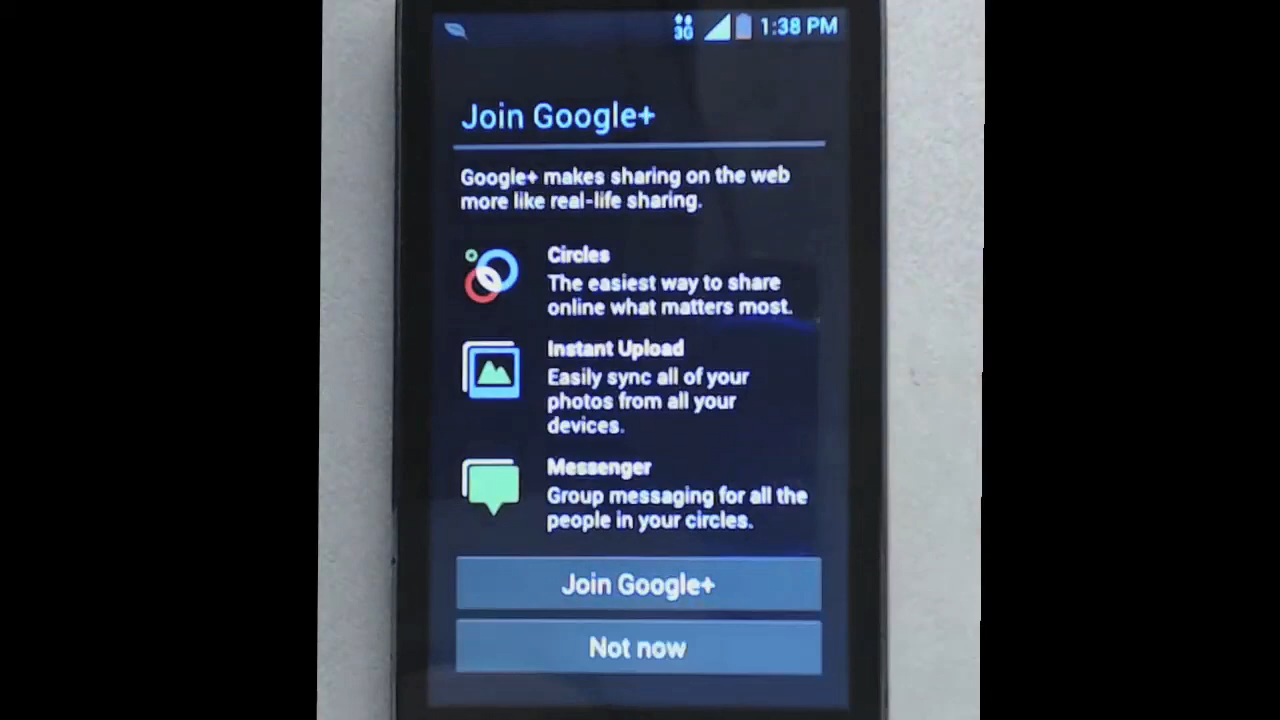 3G 1:38 PM
Join Google+
Google+ makes sharing on the web
more like real-life sharing.
Circles
The easiest way to share
online what matters most.
Instant Upload
Easily sync all of your
photos from all your
devices.
Messenger
Group messaging for all the
people in your circles.
Join Google+
Not now